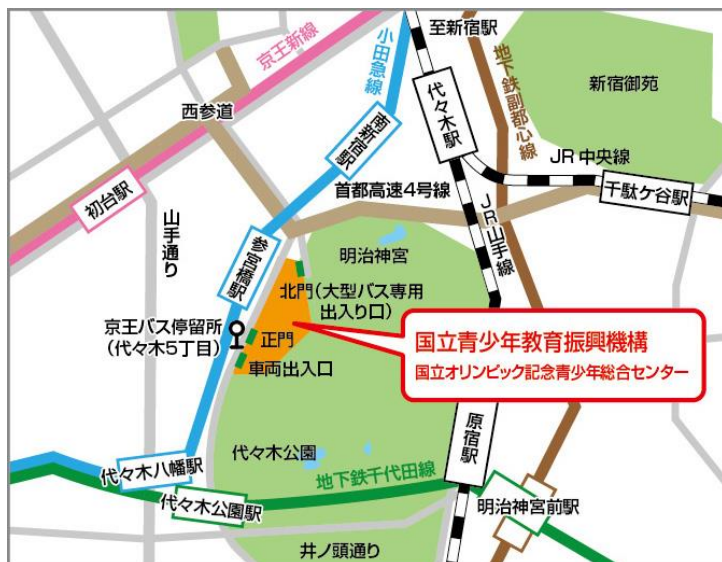 至新宿駅
小田急線
京王新線
地下鉄副都心線
新宿御苑
代々木駅
西参道
南新宿駅
JR中央線
首都高速4号線
千駄ケ谷駅
初台駅
山手通り
JR山手線
参宮橋駅
明治神宮
北門(大型バス専用
出入り口)
京王バス停留所
(代々木5丁目)
正門
車両出入口
国立青少年教育振興機構
国立オリンピック記念青少年総合センター
原宿駅
代々木公園
代々木八幡駅
地下鉄千代田線
代々木公園駅
明治神宮前駅
井ノ頭通り